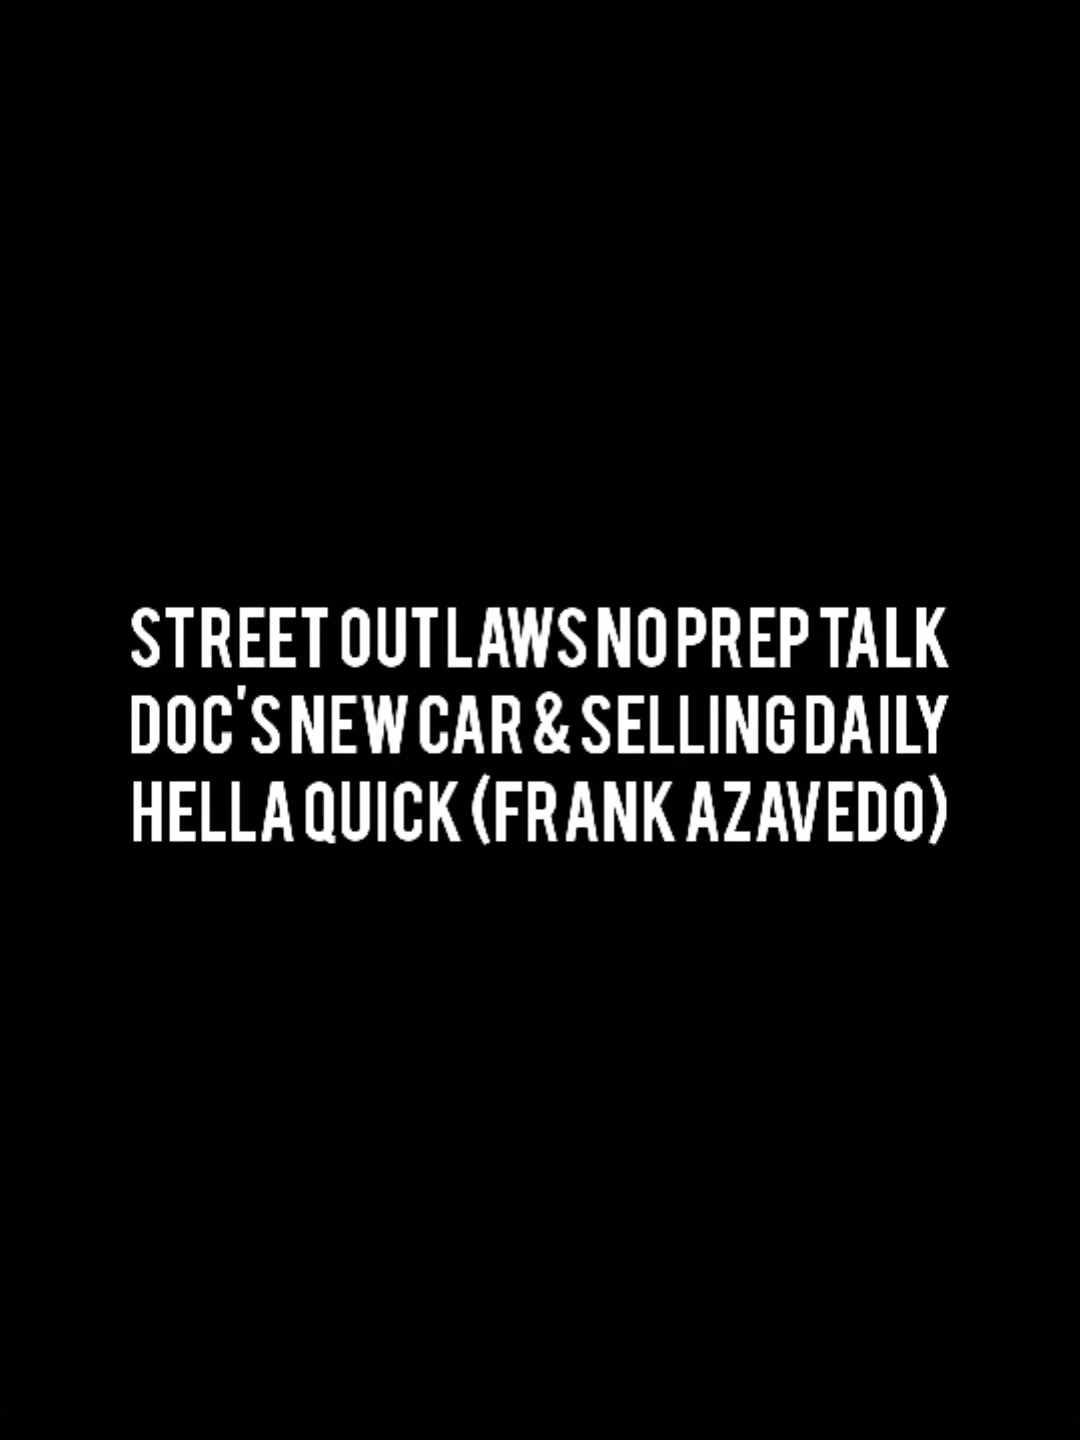 STREET OUTLAWS NO PREP TALK
DOC'S NEW CAR & SELLING DAILY
HELLA QUICK (FRANK AZAVEDO)